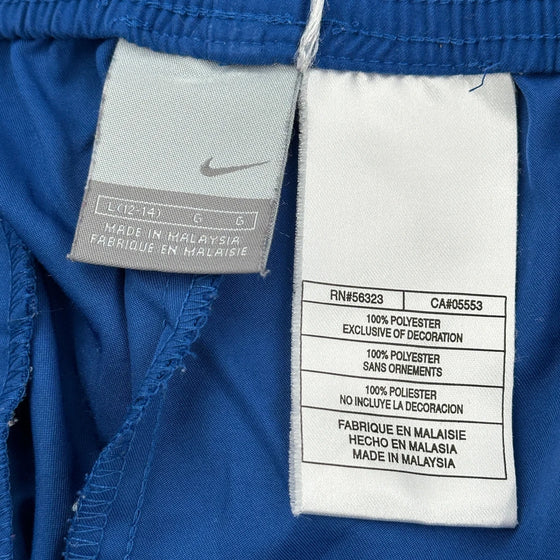 L (12-14) G G
MADE IN MALAYSIA
FABRIQUE EN MALAISIE
RN#56323 CA#05553
100% POLYESTER
EXCLUSIVE OF DECORATION
100% POLYESTER
SANS ORNEMENTS
100% POLIESTER
NO INCLUYE LA DECORACION
FABRIQUE EN MALAISIE
HECHO EN MALASIA
MADE IN MALAYSIA